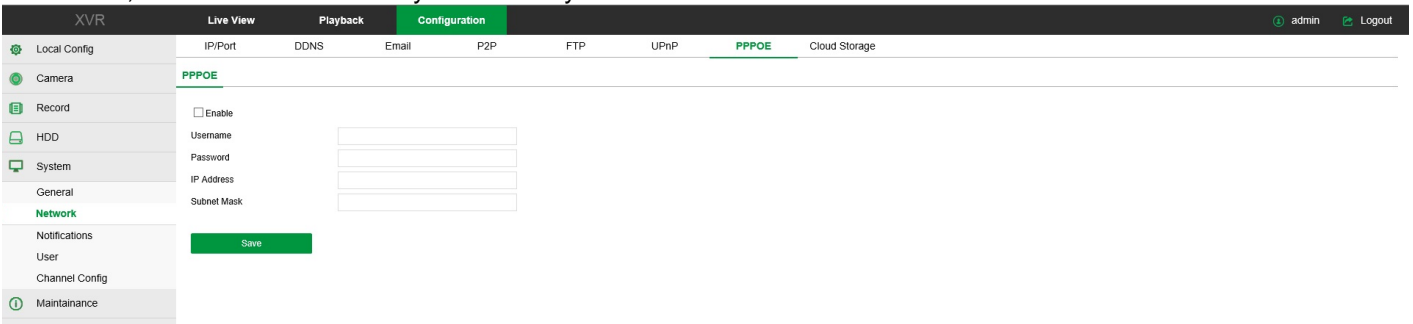 XVR Live View Playback Configuration admin Logout
Local Config IP/Port DDNS Email P2P FTP UPnP PPPOE Cloud Storage
Camera PPPOE
Record Enable
HDD Username
Password
System IP Address
General Subnet Mask
Network
Notifications Save
User
Channel Config
Maintainance